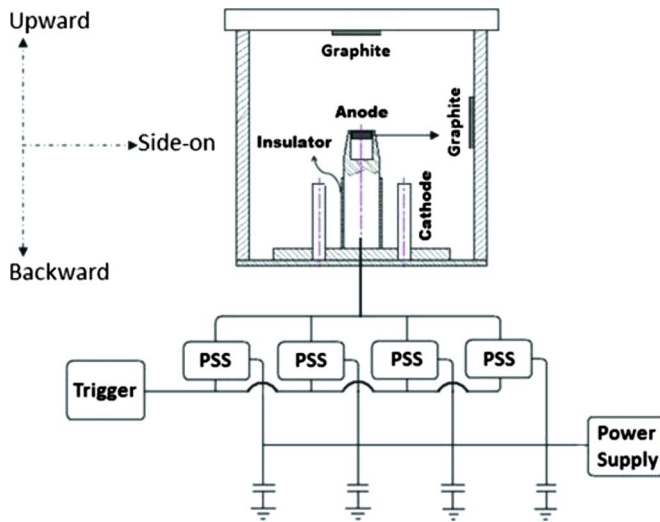 Upward
Graphite
Anode
Graphite
Side-on
Insulator
Cathode
Backward
PSS
PSS
PSS
PSS
Trigger
Power
Supply